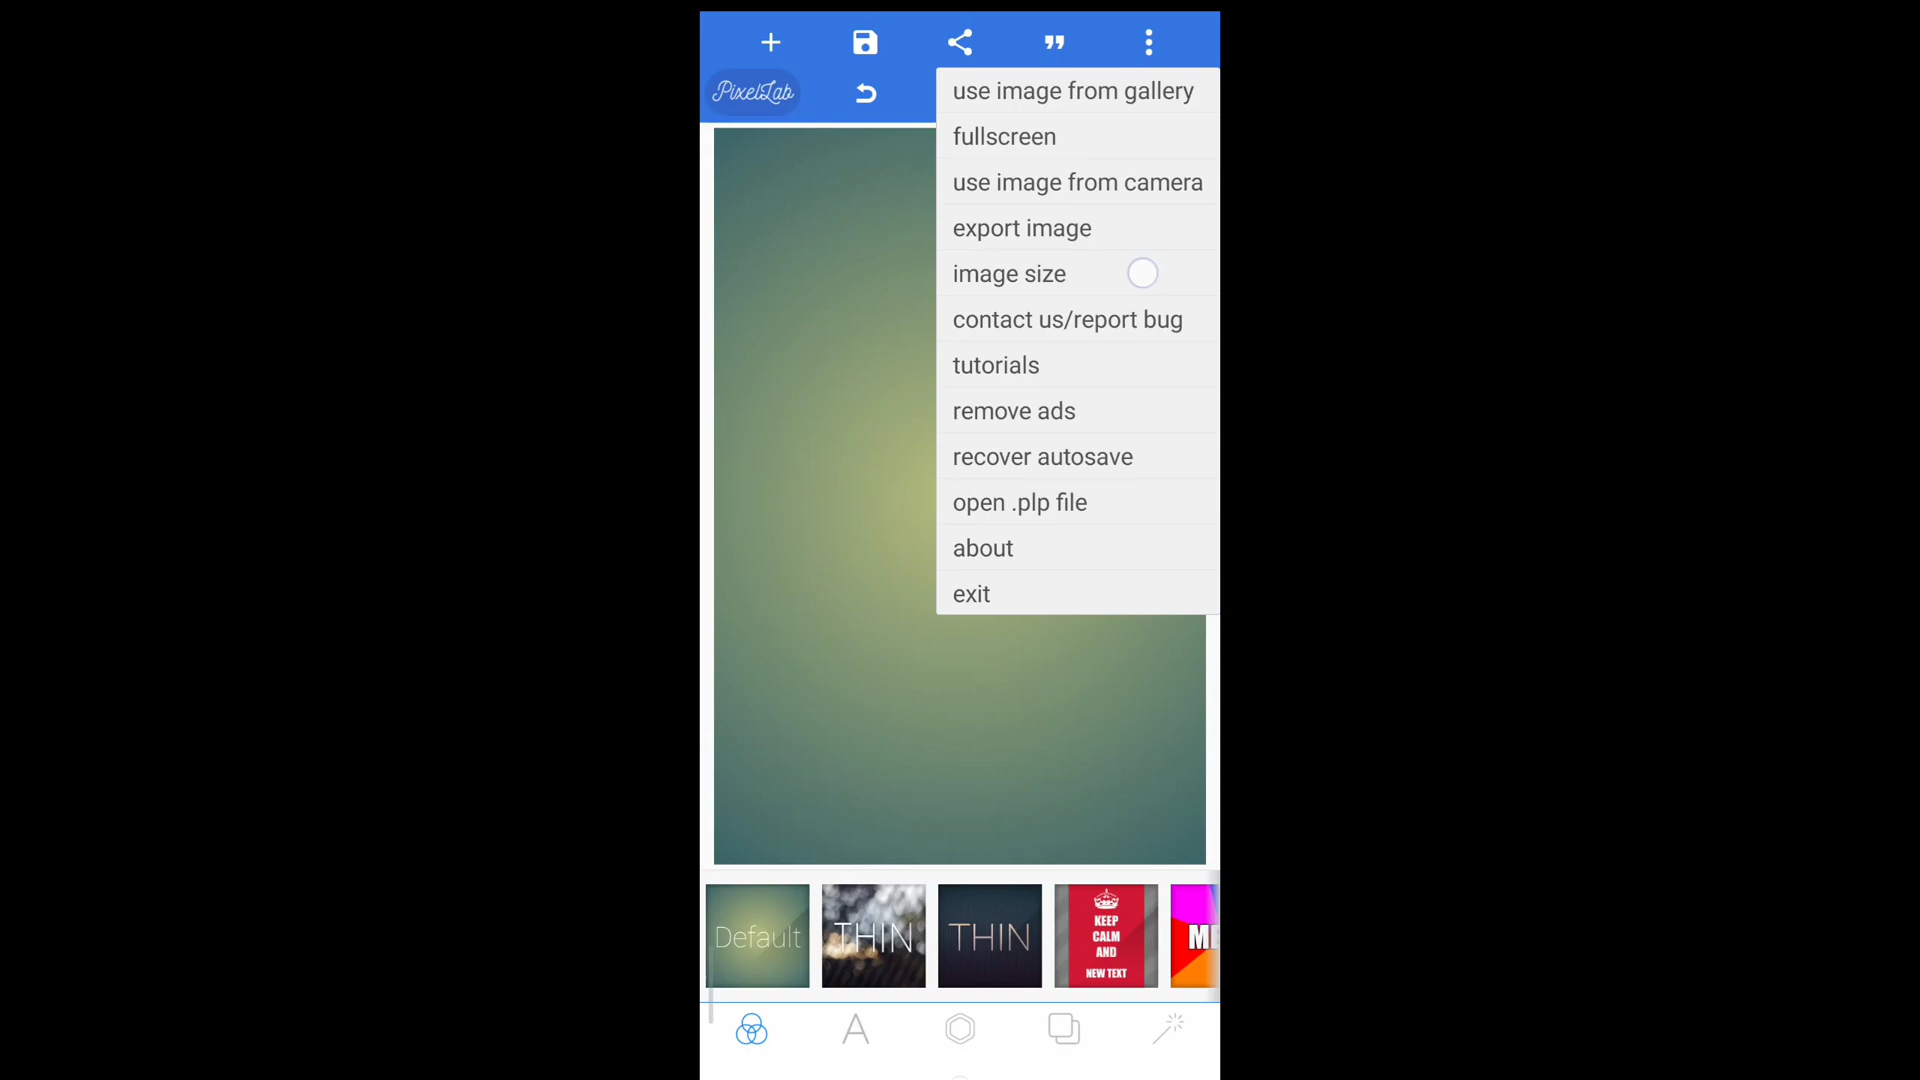 PixelLab
use image from gallery
fullscreen
use image from camera
export image
image size
contact us/report bug
tutorials
remove ads
recover autosave
open .plp file
about
exit
Default
THIN
THIN
KEEP
CALM
AND
NEW TEXT